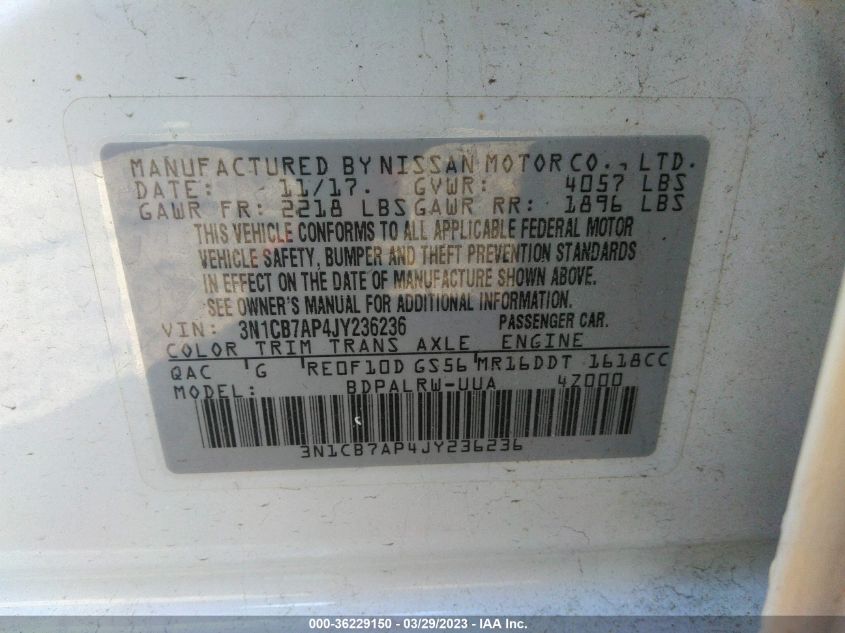 MANUFACTURED BY NISSAN MOTOR CO., LTD.
DATE: 11/17. GVWR: 4057 LBS
GAWR FR: 2218 LBS GAWR RR: 1896 LBS
THIS VEHICLE CONFORMS TO ALL APPLICABLE FEDERAL MOTOR
VEHICLE SAFETY, BUMPER AND THEFT PREVENTION STANDARDS
IN EFFECT ON THE DATE OF MANUFACTURE SHOWN ABOVE.
SEE OWNER'S MANUAL FOR ADDITIONAL INFORMATION.
VIN: 3N1CB7AP4JY236236 PASSENGER CAR.
COLOR TRIM TRANS AXLE ENGINE
QAC G RE0F10D GS56 MR16DDT 1618CC
MODEL: BDPALRW-UUA 4Z000
3N1CB7AP4JY236236
000-36229150 - 03/29/2023 - IAA Inc.